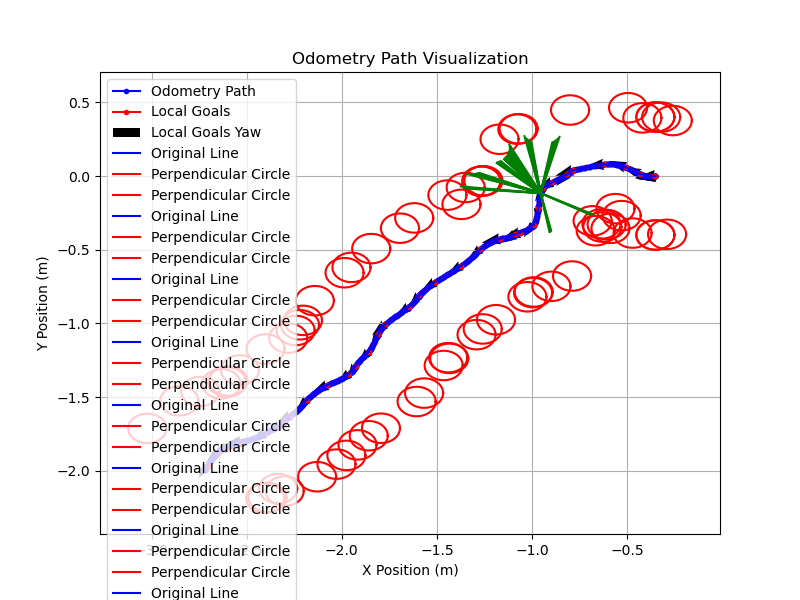 Odometry Path Visualization
Y Position (m)
0.5
0.0
−0.5
−1.0
−1.5
−2.0
Odometry Path
Local Goals
Local Goals Yaw
Original Line
Perpendicular Circle
Perpendicular Circle
Original Line
Perpendicular Circle
Perpendicular Circle
Original Line
Perpendicular Circle
Perpendicular Circle
Original Line
Perpendicular Circle
Perpendicular Circle
Original Line
Perpendicular Circle
Perpendicular Circle
Original Line
Perpendicular Circle
Perpendicular Circle
Original Line
Perpendicular Circle
Perpendicular Circle
Original Line
−2.0 −1.5 −1.0 −0.5
X Position (m)